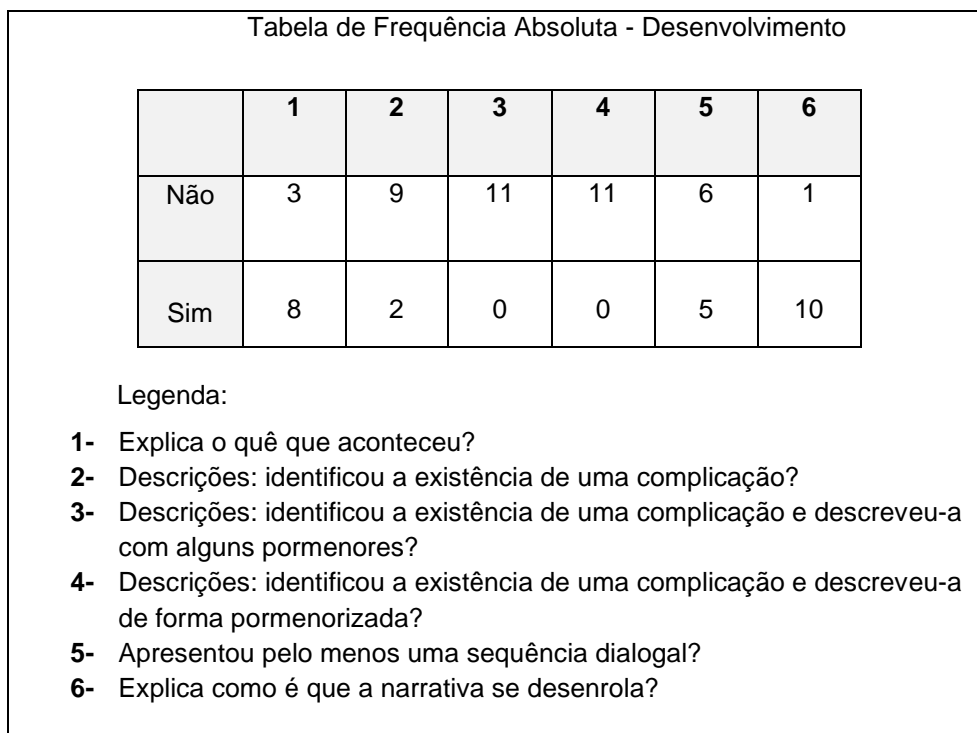 Tabela de Frequência Absoluta - Desenvolvimento
1 2 3 4 5 6
Não 3 9 11 11 6 1
Sim 8 2 0 0 5 10
Legenda:
1- Explica o quê que aconteceu?
2- Descrições: identificou a existência de uma complicação?
3- Descrições: identificou a existência de uma complicação e descreveu-a
com alguns pormenores?
4- Descrições: identificou a existência de uma complicação e descreveu-a
de forma pormenorizada?
5- Apresentou pelo menos uma sequência dialogal?
6- Explica como é que a narrativa se desenrola?